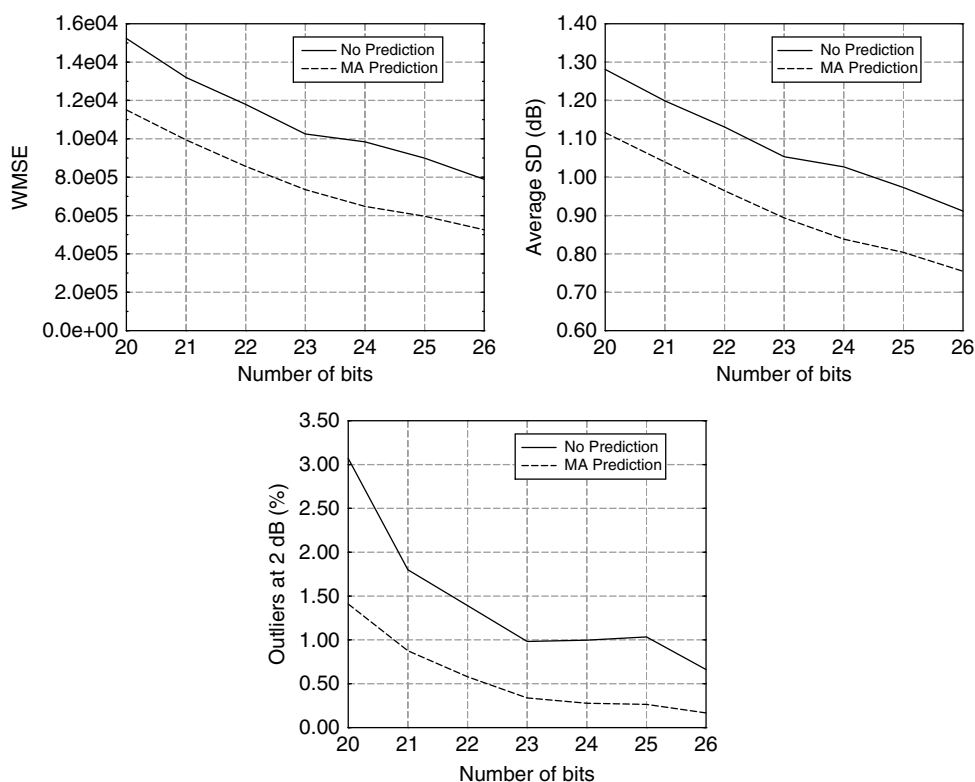 WMSE
1.6e04
1.4e04
1.2e04
1.0e04
8.0e05
6.0e05
4.0e05
2.0e05
0.0e+00
No Prediction
MA Prediction
20 21 22 23 24 25 26
Number of bits
Average SD (dB)
1.40
1.30
1.20
1.10
1.00
0.90
0.80
0.70
0.60
No Prediction
MA Prediction
20 21 22 23 24 25 26
Number of bits
Outliers at 2 dB (%)
3.50
3.00
2.50
2.00
1.50
1.00
0.50
0.00
No Prediction
MA Prediction
20 21 22 23 24 25 26
Number of bits